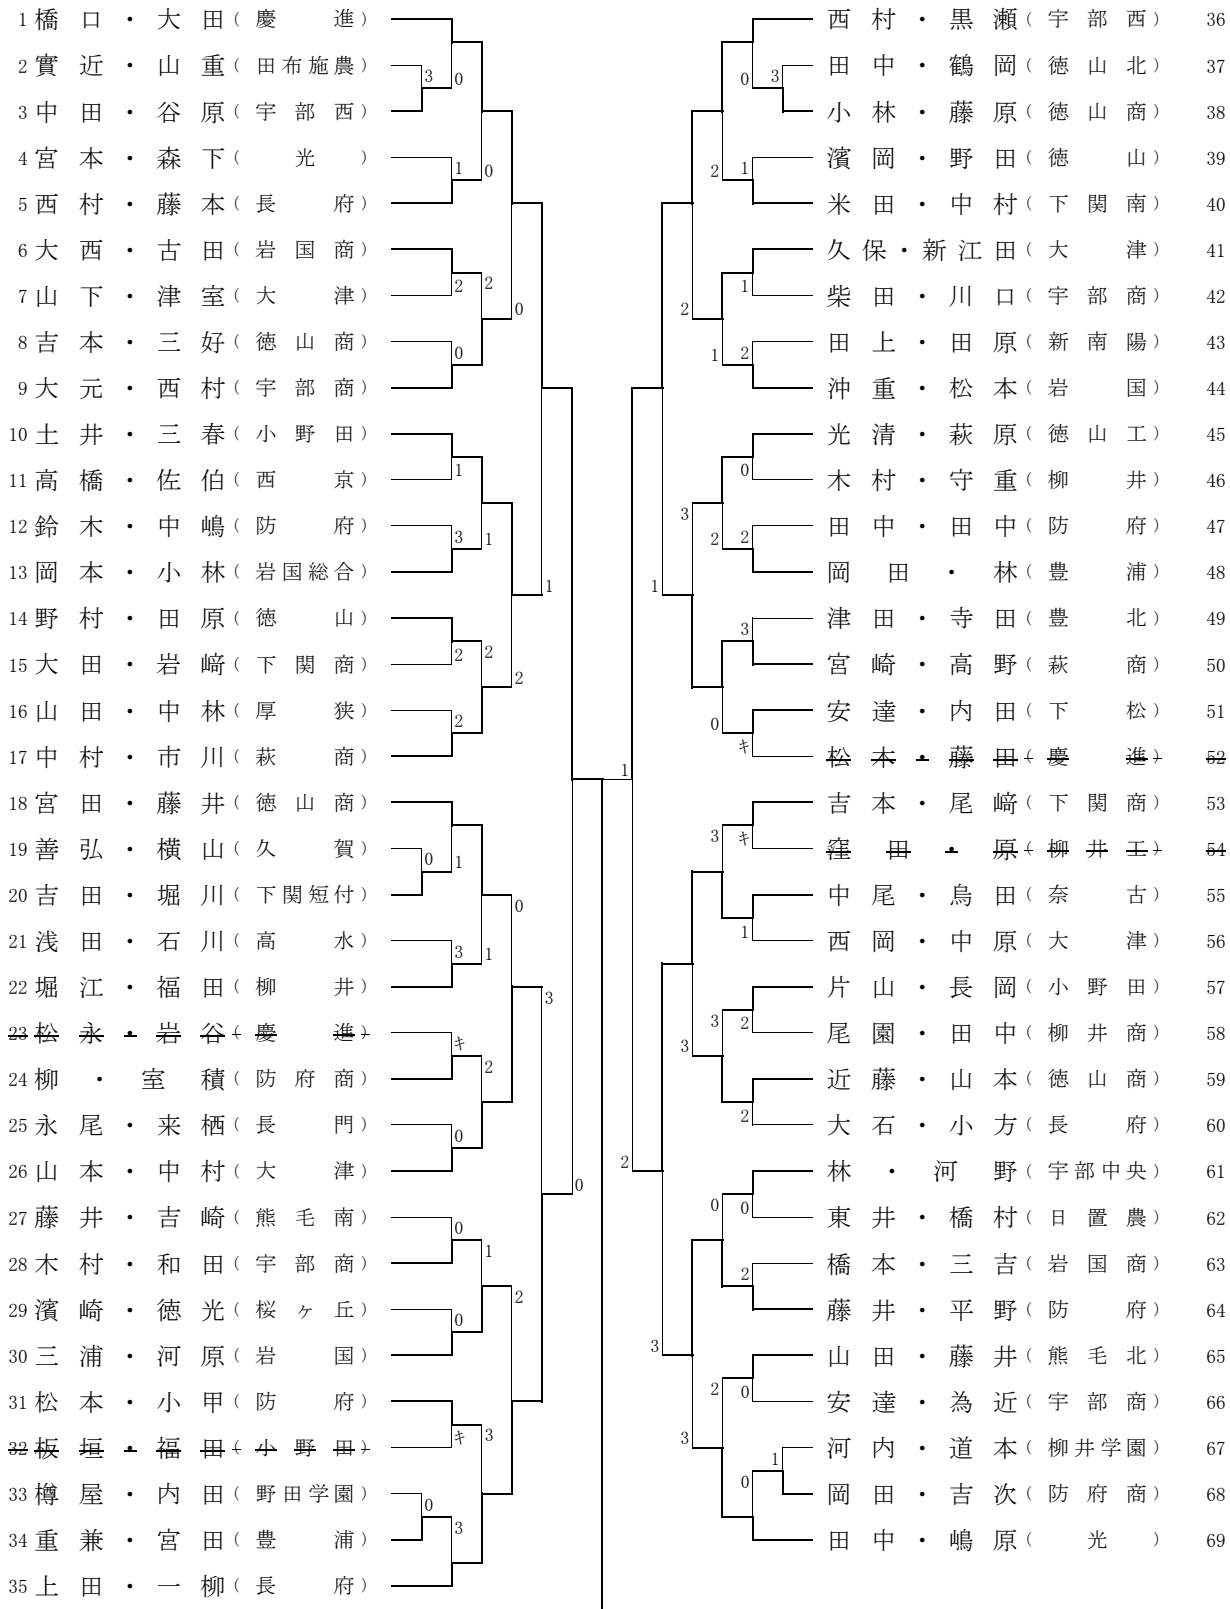 1 橋口・大田（慶進）
2 實近・山重（田布施農）
3 中田・谷原（宇部西）
4 宮本・森下（光）
5 西村・藤本（長府）
6 大西・古田（岩国商）
7 山下・津室（大津）
8 吉本・三好（徳山商）
9 大元・西村（宇部商）
10 土井・三春（小野田）
11 高橋・佐伯（西京）
12 鈴木・中嶋（防府）
13 岡本・小林（岩国総合）
14 野村・田原（徳山）
15 大田・岩﨑（下関商）
16 山田・中林（厚狭）
17 中村・市川（萩商）
18 宮田・藤井（徳山商）
19 善弘・横山（久賀）
20 吉田・堀川（下関短付）
21 浅田・石川（高水）
22 堀江・福田（柳井）
23 松永・岩谷（慶進）
24 柳・室積（防府商）
25 永尾・来栖（長門）
26 山本・中村（大津）
27 藤井・吉崎（熊毛南）
28 木村・和田（宇部商）
29 濱崎・徳光（桜ヶ丘）
30 三浦・河原（岩国）
31 松本・小甲（防府）
32 板垣・福田（小野田）
33 樽屋・内田（野田学園）
34 重兼・宮田（豊浦）
35 上田・一柳（長府）
3
0
1
0
2
2
0
0
1
3
1
1
2
2
2
2
0
1
0
3
1
3
キ
2
0
0
0
1
2
0
キ
3
0
3
1
西村・黒瀬（宇部西） 36
田中・鶴岡（徳山北） 37
小林・藤原（徳山商） 38
濱岡・野田（徳山） 39
米田・中村（下関南） 40
久保・新江田（大津） 41
柴田・川口（宇部商） 42
田上・田原（新南陽） 43
沖重・松本（岩国） 44
光清・萩原（徳山工） 45
木村・守重（柳井） 46
田中・田中（防府） 47
岡田・林（豊浦） 48
津田・寺田（豊北） 49
宮崎・高野（萩商） 50
安達・内田（下松） 51
松本・藤田（慶進） 52
吉本・尾﨑（下関商） 53
窪田・原（柳井工） 54
中尾・烏田（奈古） 55
西岡・中原（大津） 56
片山・長岡（小野田） 57
尾園・田中（柳井商） 58
近藤・山本（徳山商） 59
大石・小方（長府） 60
林・河野（宇部中央） 61
東井・橋村（日置農） 62
橋本・三吉（岩国商） 63
藤井・平野（防府） 64
山田・藤井（熊毛北） 65
安達・為近（宇部商） 66
河内・道本（柳井学園） 67
岡田・吉次（防府商） 68
田中・嶋原（光） 69
0
3
2
1
1
2
1
2
0
3
2
2
1
3
0
キ
3
キ
1
3
2
3
2
2
0
0
2
3
2
0
3
1
0